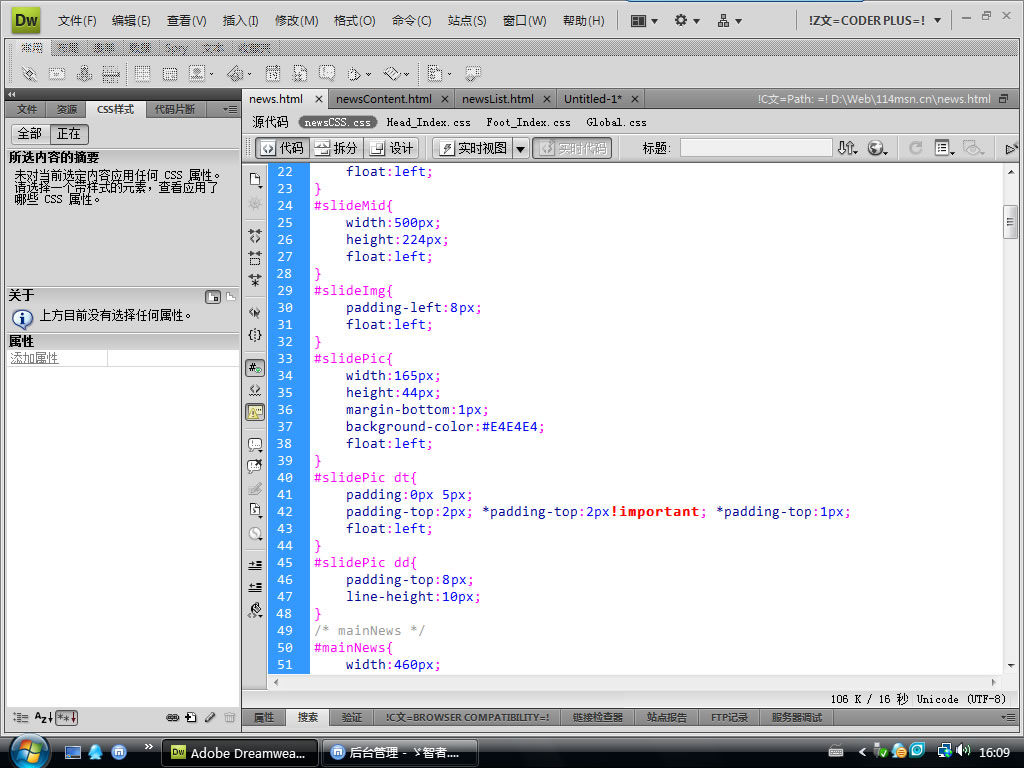 Dw 文件(F) 编辑(E) 查看(V) 插入(I) 修改(M) 格式(O) 命令(C) 站点(S) 窗口(W) 帮助(H) !Z文=CODER PLUS=!
常用 布局 表单 数据 Spry 文本 收藏夹
文件 资源 CSS样式 代码片断
news.html newsContent.html newsList.html Untitled-1* !C文=Path: =! D:\Web\114msn.cn\news.html
源代码 newsCSS.css Head_Index.css Foot_Index.css Global.css
全部 正在
代码 拆分 设计 实时视图 实时代码 标题:
所选内容的摘要
未对当前选定内容应用任何 CSS 属性。
请选择一个带样式的元素，查看应用了
哪些 CSS 属性。
关于
上方目前没有选择任何属性。
属性
添加属性
22 float:left;
23 }
24 #slideMid{
25 width:500px;
26 height:224px;
27 float:left;
28 }
29 #slideImg{
30 padding-left:8px;
31 float:left;
32 }
33 #slidePic{
34 width:165px;
35 height:44px;
36 margin-bottom:1px;
37 background-color:#E4E4E4;
38 float:left;
39 }
40 #slidePic dt{
41 padding:0px 5px;
42 padding-top:2px; *padding-top:2px!important; *padding-top:1px;
43 float:left;
44 }
45 #slidePic dd{
46 padding-top:8px;
47 line-height:10px;
48 }
49 /* mainNews */
50 #mainNews{
51 width:460px;
106 K / 16 秒 Unicode (UTF-8)
属性 搜索 验证 !C文=BROWSER COMPATIBILITY=! 链接检查器 站点报告 FTP记录 服务器调试
Adobe Dreamwea... 后台管理 - ゝ智者.... 16:09